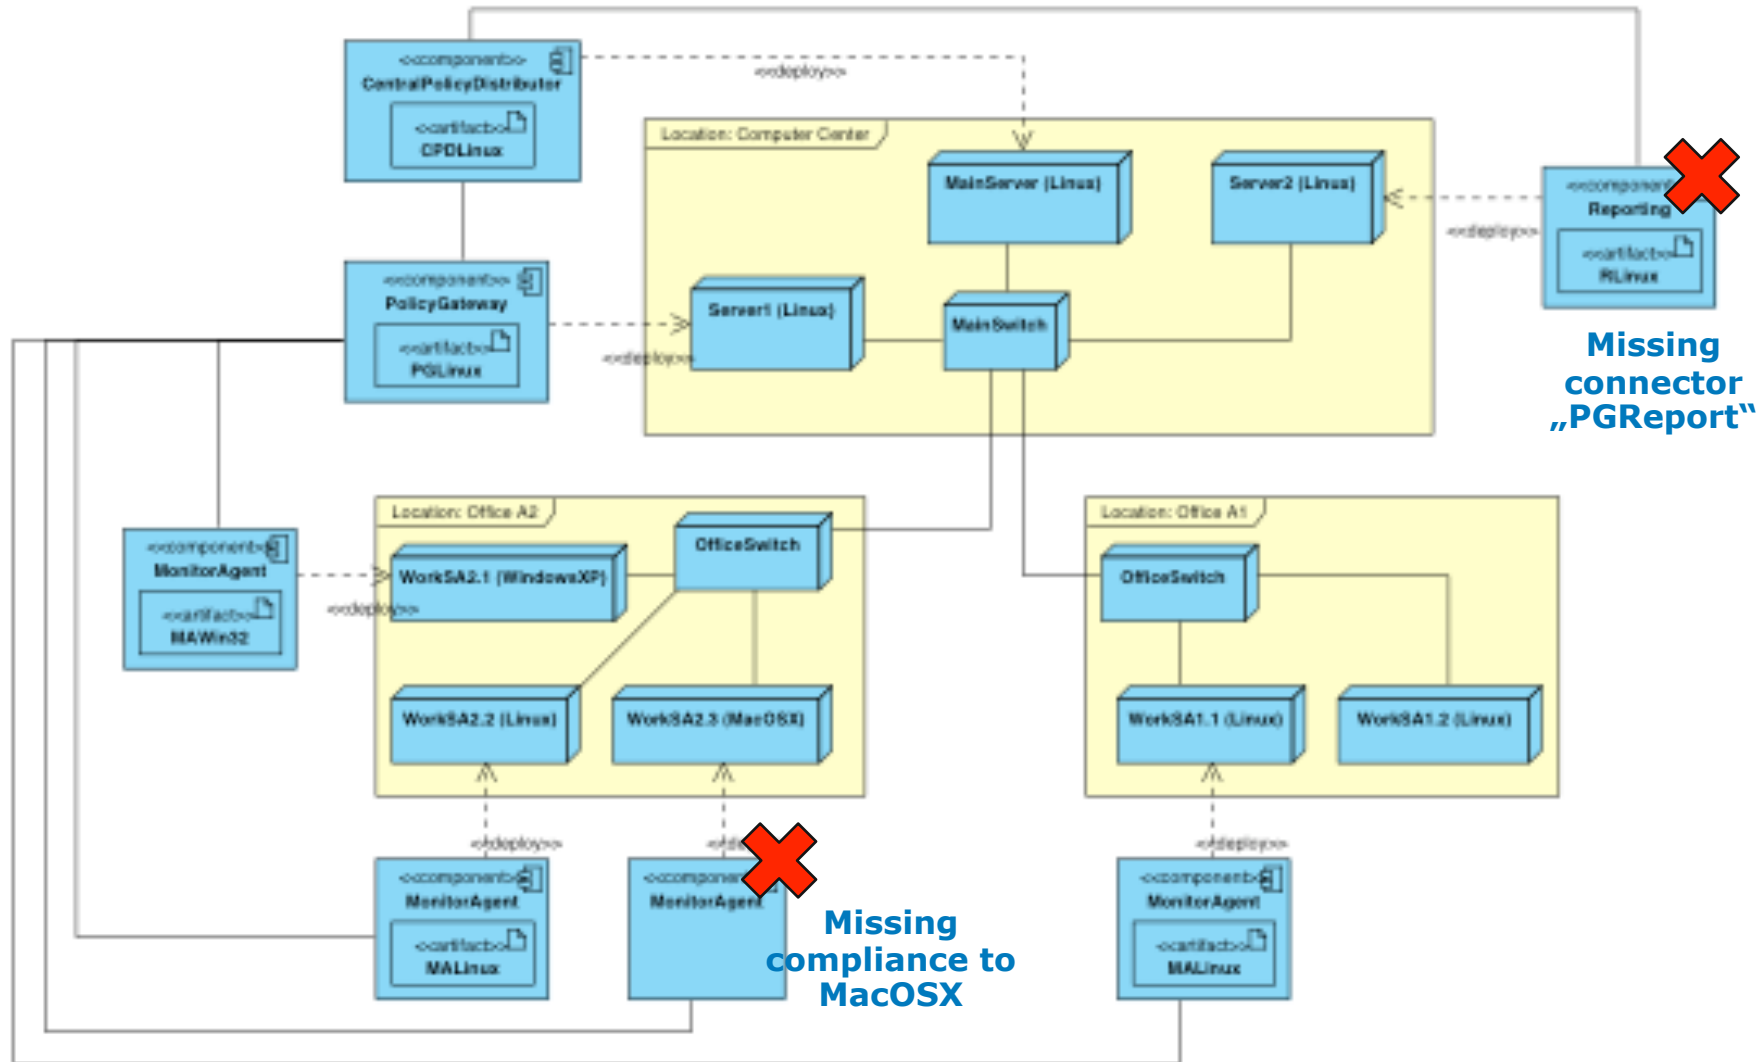 <<component>>
CentralPolicyDistributor
<<artifact>>
CPDLinux
<<deploy>>
Location: Computer Center
MainServer (Linux)
Server2 (Linux)
<<component
Reporting
<<deploy>>
<<artifact>>
RLinux
<<component>>
PolicyGateway
<<artifact>>
PGLinux
<<deploy>>
Server1 (Linux)
MainSwitch
Missing
connector
„PGReport“
Location: Office A2
OfficeSwitch
WorkSA2.1 (WindowsXP)
<<component>>
MonitorAgent
<<artifact>>
MAWin32
<<deploy>>
WorkSA2.2 (Linux)
WorkSA2.3 (MacOSX)
Location: Office A1
OfficeSwitch
WorkSA1.1 (Linux)
WorkSA1.2 (Linux)
<<deploy>>
<<component>>
MonitorAgent
<<artifact>>
MALinux
<<de
<<componen
MonitorAgent
Missing
compliance to
MacOSX
<<deploy>>
<<component>>
MonitorAgent
<<artifact>>
MALinux